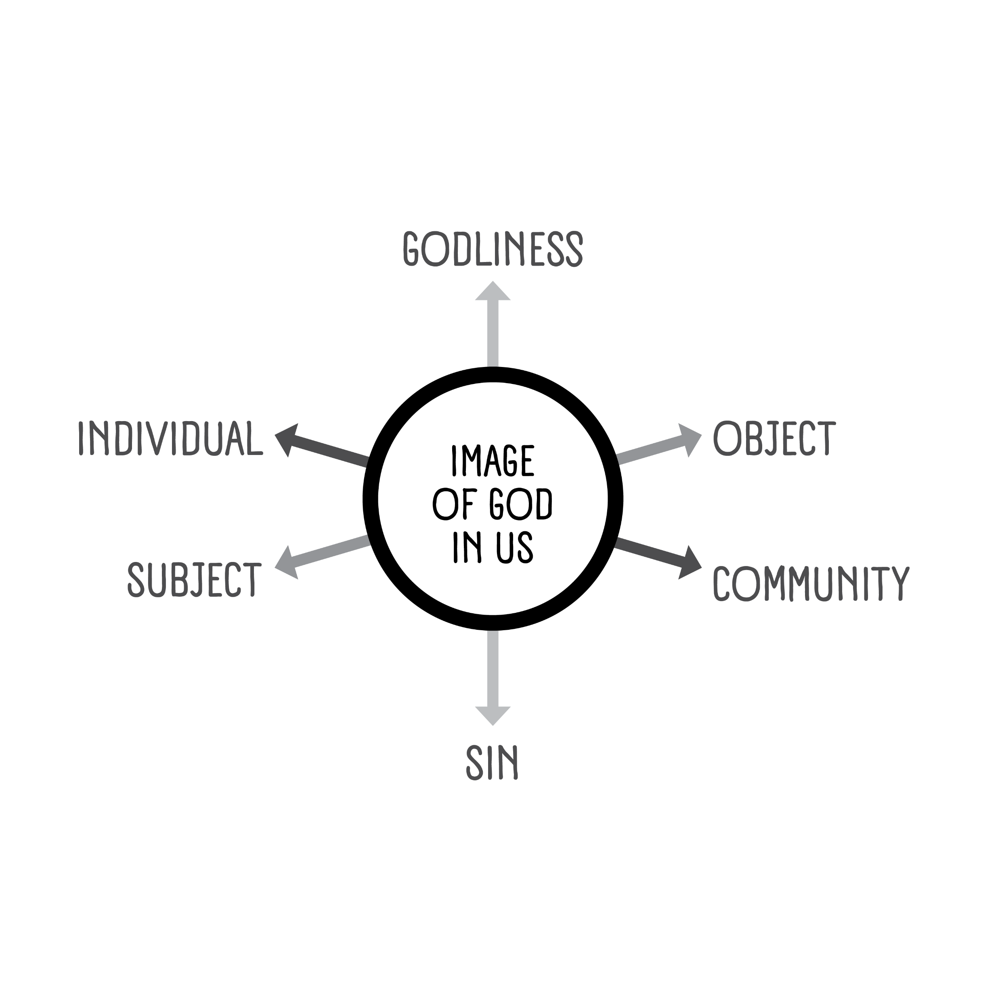 GODLINESS
INDIVIDUAL
OBJECT
IMAGE
OF GOD
IN US
SUBJECT
COMMUNITY
SIN